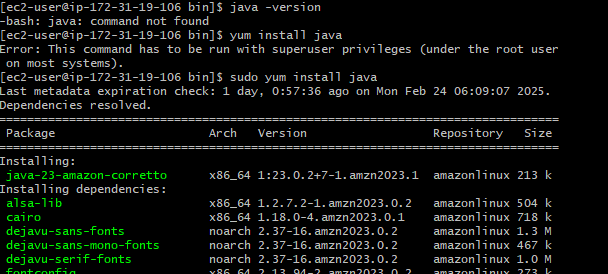 [ec2-user@ip-172-31-19-106 bin]$ java -version
-bash: java: command not found
[ec2-user@ip-172-31-19-106 bin]$ yum install java
Error: This command has to be run with superuser privileges (under the root user
 on most systems).
[ec2-user@ip-172-31-19-106 bin]$ sudo yum install java
Last metadata expiration check: 1 day, 0:57:36 ago on Mon Feb 24 06:09:07 2025.
Dependencies resolved.
================================================================================
 Package                    Arch   Version                 Repository   Size
================================================================================
Installing:
 java-23-amazon-corretto    x86_64 1:23.0.2+7-1.amzn2023.1 amazonlinux 213 k
Installing dependencies:
 alsa-lib                   x86_64 1.2.7.2-1.amzn2023.0.2  amazonlinux 504 k
 cairo                      x86_64 1.18.0-4.amzn2023.0.1   amazonlinux 718 k
 dejavu-sans-fonts          noarch 2.37-16.amzn2023.0.2    amazonlinux 1.3 M
 dejavu-sans-mono-fonts     noarch 2.37-16.amzn2023.0.2    amazonlinux 467 k
 dejavu-serif-fonts         noarch 2.37-16.amzn2023.0.2    amazonlinux 1.0 M
 fontconfig                 x86_64 2.13.94-2.amzn2023.0.2  amazonlinux 273 k